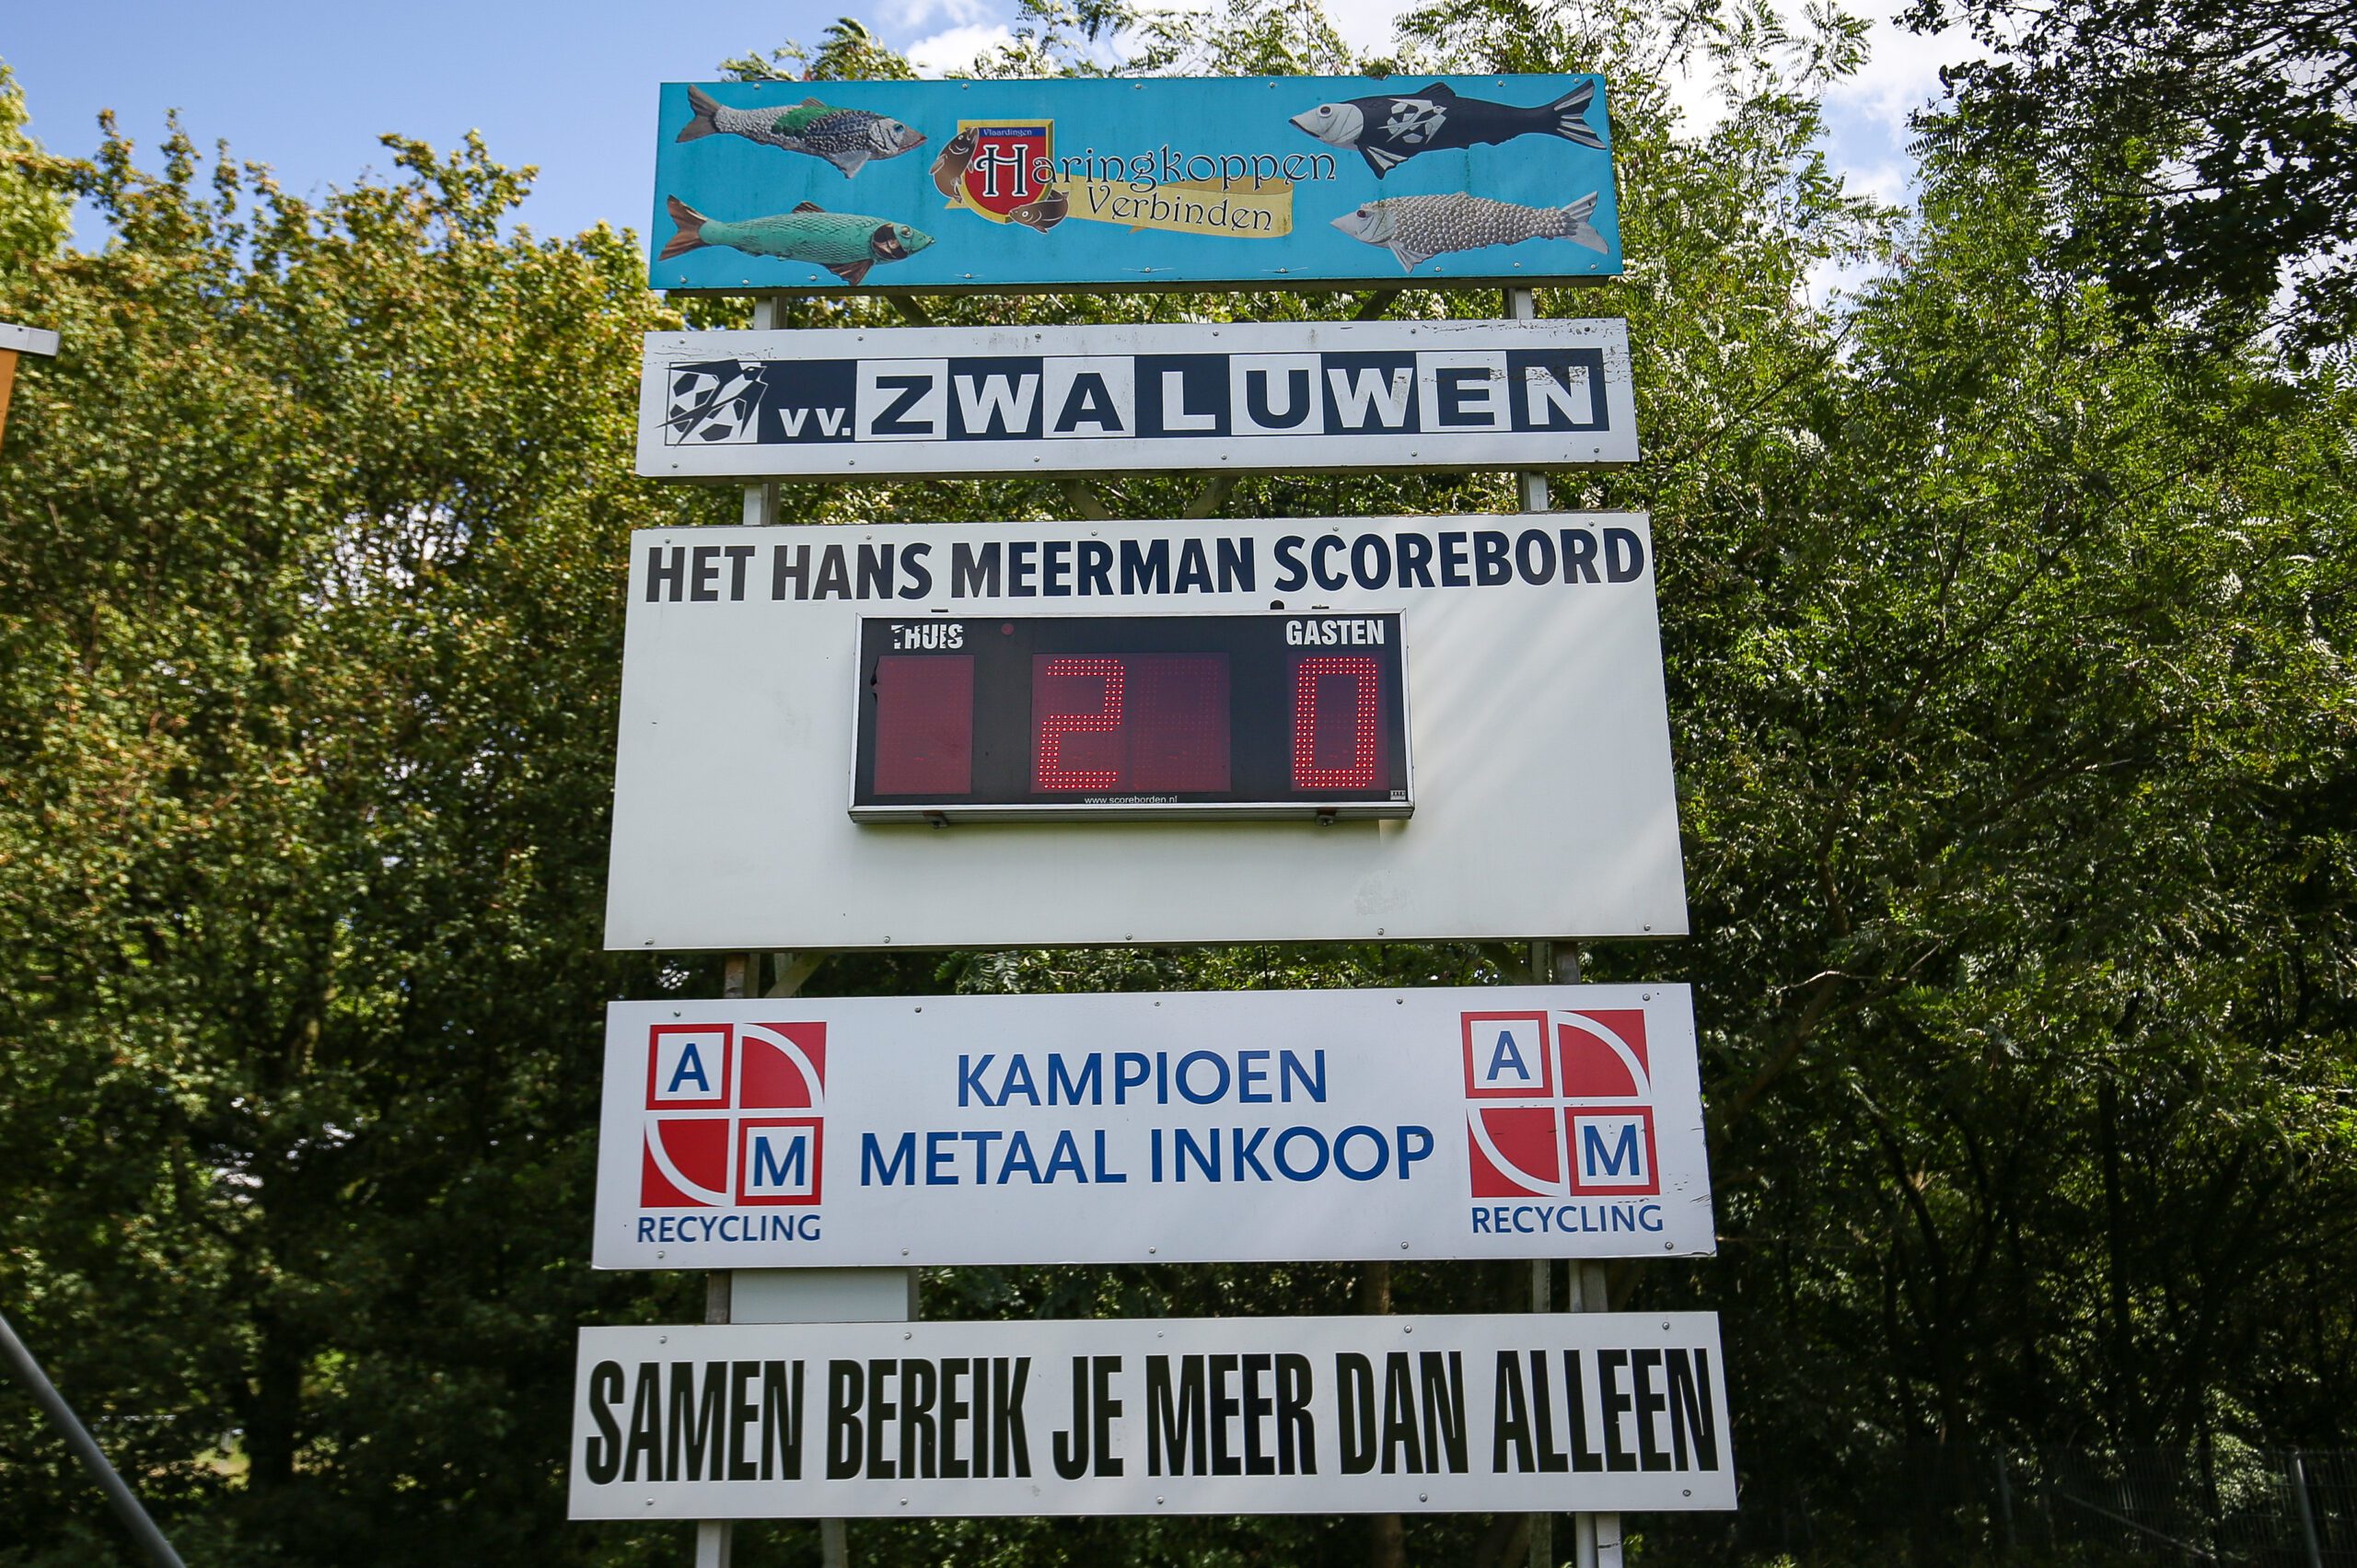 Vlaardingen
Haringkoppen
Verbinden
vv. ZWALUWEN
HET HANS MEERMAN SCOREBORD
THUIS GASTEN
2 0
www.scoreborden.nl
A M RECYCLING
KAMPIOEN
METAAL INKOOP
A M RECYCLING
SAMEN BEREIK JE MEER DAN ALLEEN